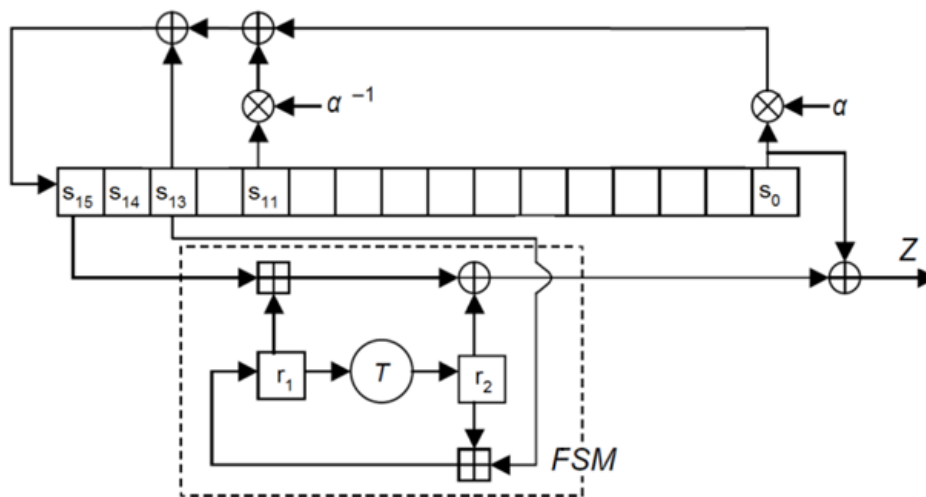 α⁻¹
α
s₁₅ s₁₄ s₁₃ s₁₁ s₀
Z
r₁ T r₂
FSM